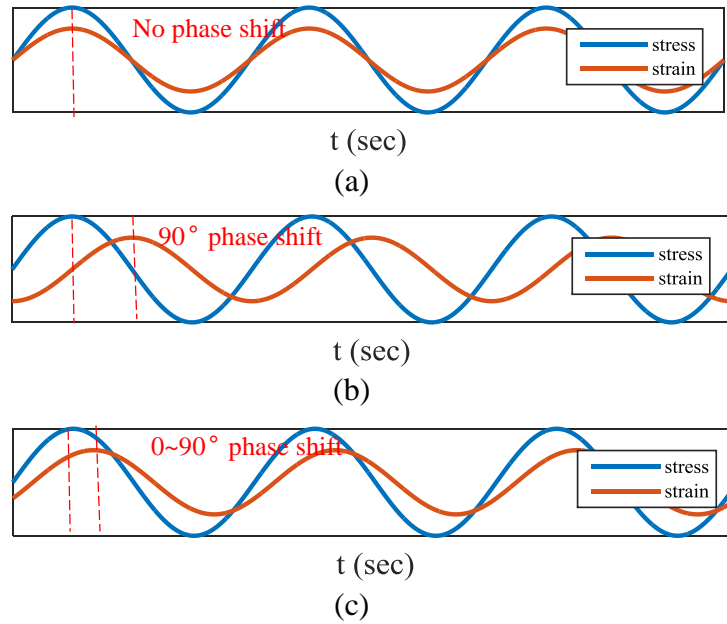 No phase shift
stress
strain
t (sec)
(a)
90° phase shift
stress
strain
t (sec)
(b)
0~90° phase shift
stress
strain
t (sec)
(c)